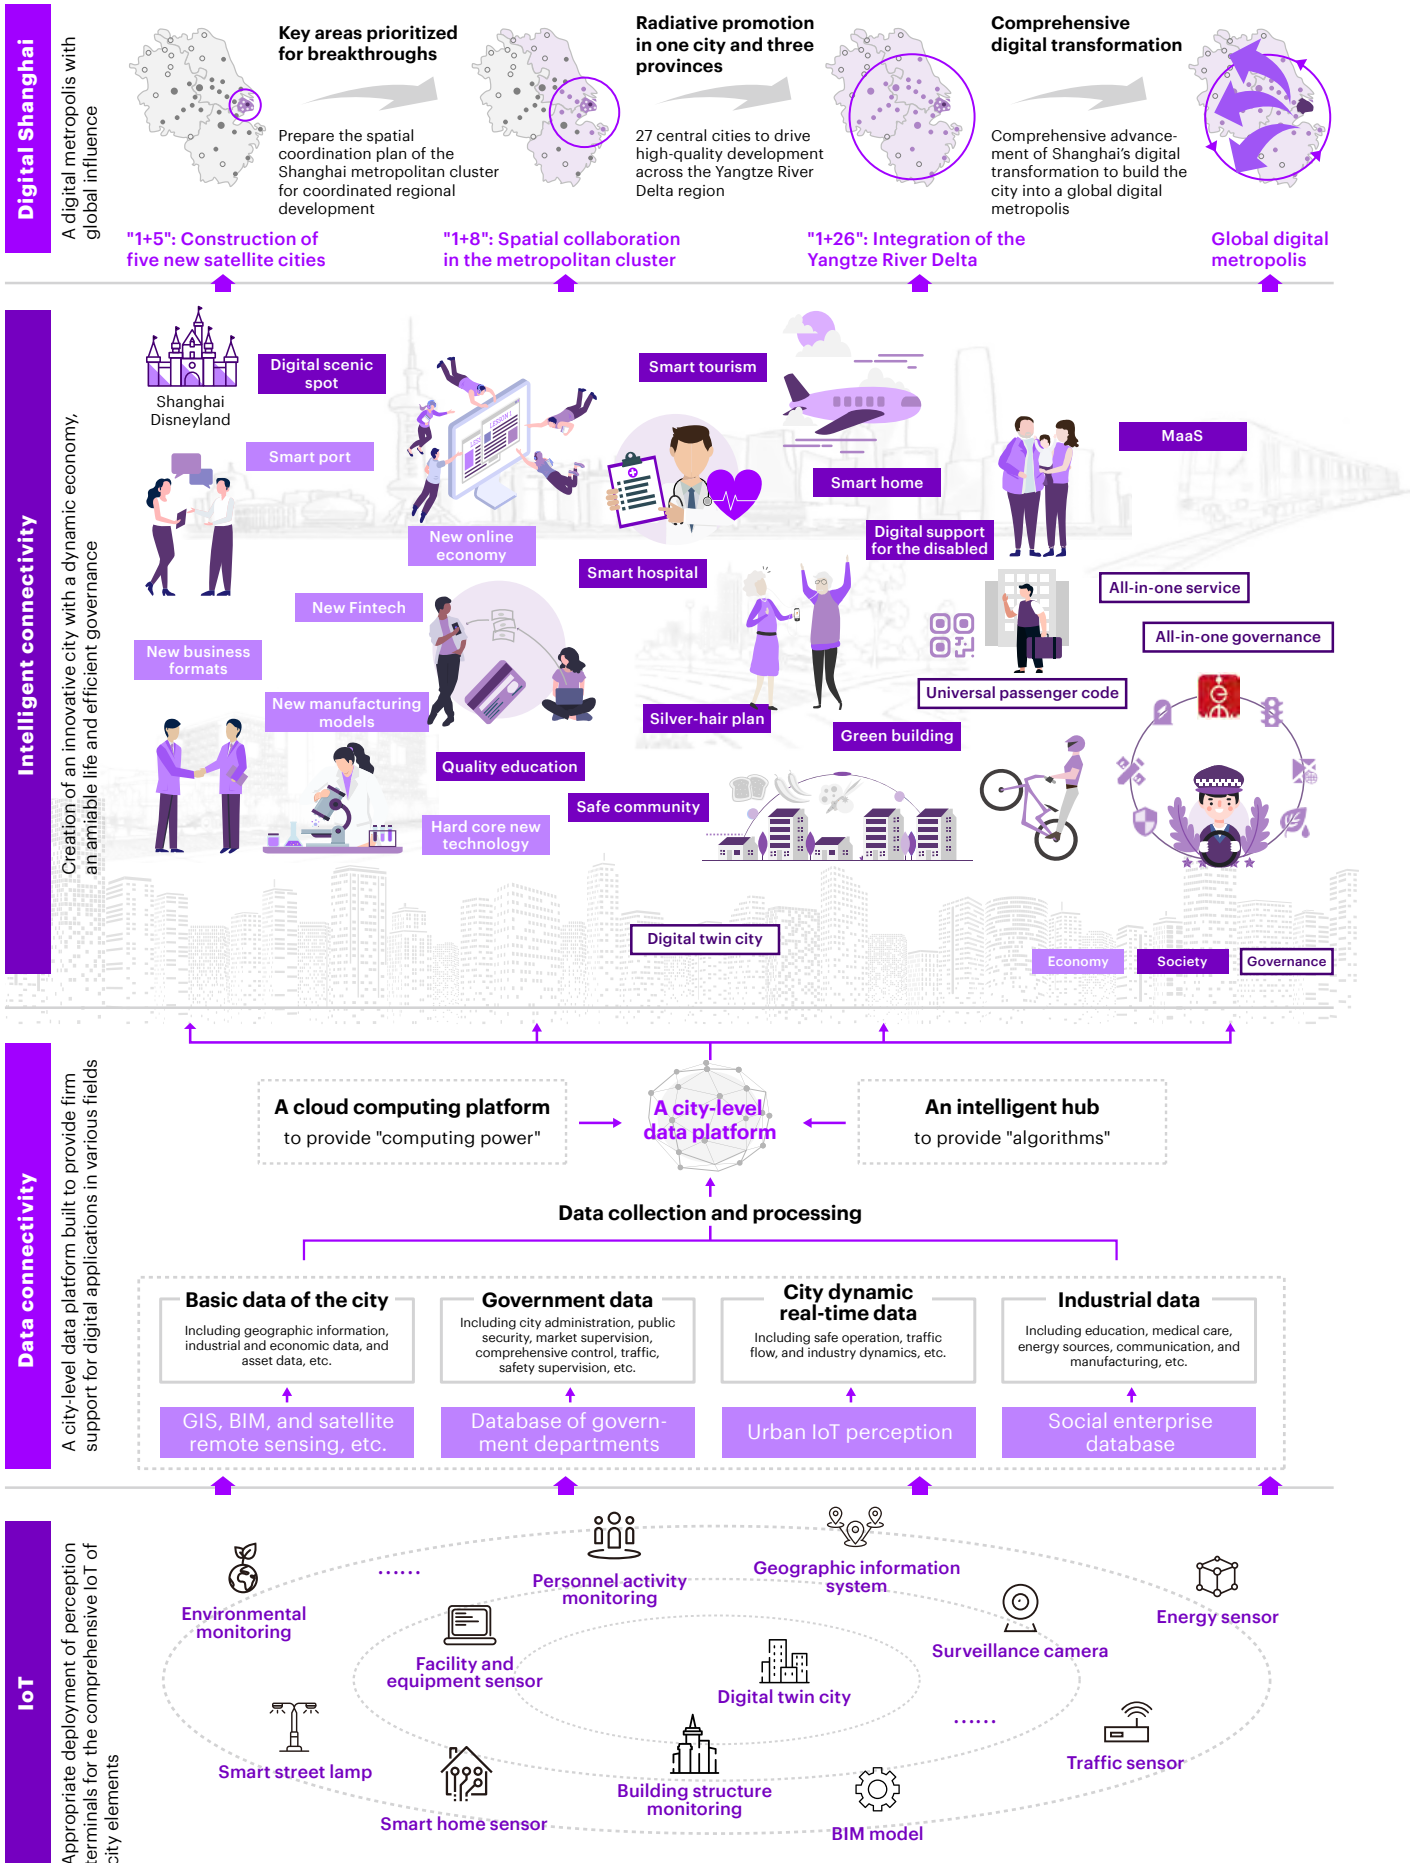 Digital Shanghai
A digital metropolis with
global influence
Key areas prioritized
for breakthroughs
Prepare the spatial
coordination plan of the
Shanghai metropolitan cluster
for coordinated regional
development
Radiative promotion
in one city and three
provinces
27 central cities to drive
high-quality development
across the Yangtze River
Delta region
Comprehensive
digital transformation
Comprehensive advance-
ment of Shanghai's digital
transformation to build the
city into a global digital
metropolis
"1+5": Construction of
five new satellite cities
"1+8": Spatial collaboration
in the metropolitan cluster
"1+26": Integration of the
Yangtze River Delta
Global digital
metropolis
Intelligent connectivity
Creation of an innovative city with a dynamic economy,
an amiable life and efficient governance
Shanghai
Disneyland
Digital scenic
spot
Smart tourism
MaaS
Smart port
LESSON 1
Smart home
New online
economy
Digital support
for the disabled
Smart hospital
All-in-one service
New Fintech
All-in-one governance
New business
formats
Universal passenger code
New manufacturing
models
Silver-hair plan
Green building
Quality education
Safe community
Hard core new
technology
Digital twin city
Economy
Society
Governance
Data connectivity
A city-level data platform built to provide firm
support for digital applications in various fields
A cloud computing platform
to provide "computing power"
A city-level
data platform
An intelligent hub
to provide "algorithms"
Data collection and processing
Basic data of the city
Including geographic information,
industrial and economic data, and
asset data, etc.
GIS, BIM, and satellite
remote sensing, etc.
Government data
Including city administration, public
security, market supervision,
comprehensive control, traffic,
safety supervision, etc.
Database of govern-
ment departments
City dynamic
real-time data
Including safe operation, traffic
flow, and industry dynamics, etc.
Urban IoT perception
Industrial data
Including education, medical care,
energy sources, communication, and
manufacturing, etc.
Social enterprise
database
IoT
Appropriate deployment of perception
terminals for the comprehensive IoT of
city elements
Environmental
monitoring
......
Personnel activity
monitoring
Geographic information
system
Energy sensor
Facility and
equipment sensor
Surveillance camera
Digital twin city
......
Smart street lamp
Traffic sensor
Smart home sensor
Building structure
monitoring
BIM model